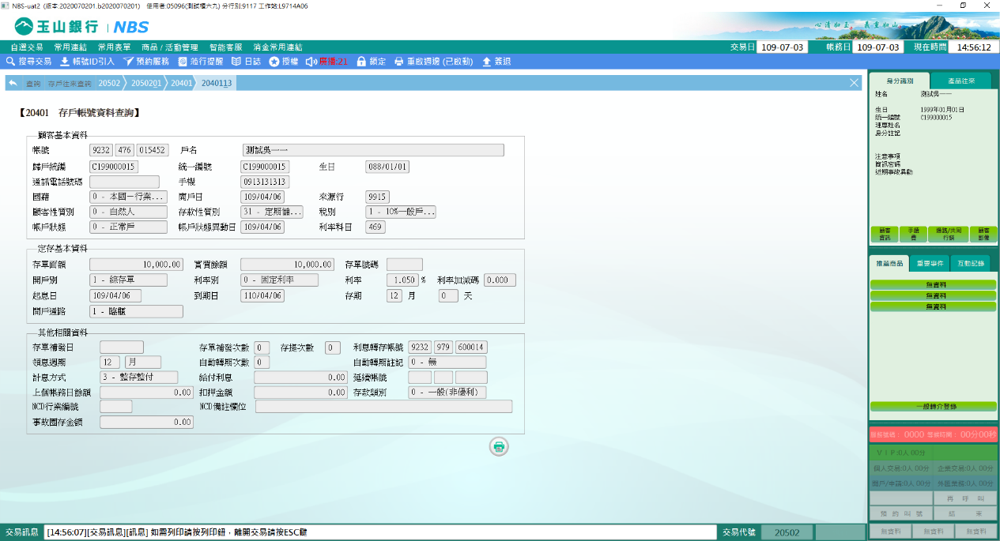 NBS-uat2 (版本:2020070201.b2020070201) 使用者:05096(測試櫃六九) 分行別:9117 工作站:L9714A06
玉山銀行 NBS
心清如玉。義重如山
自選交易 常用連結 常用表單 商品/活動管理 智能客服 消金常用連結 交易日 109-07-03 帳務日 109-07-03 現在時間 14:56:12
搜尋交易 帳號ID引入 預約服務 流行提醒 日誌 授權 廣播:21 鎖定 重啟週邊(已啟動) 簽退
查詢 存戶往來查詢 20502 2050201 20401 2040113
【20401 存戶帳號資料查詢】
顧客基本資料
帳號 9232 476 015452 戶名 測試吳一一
歸戶統編 C199000015 統一編號 C199000015 生日 088/01/01
通訊電話號碼 手機 0913131313
國籍 0 - 本國－行業... 開戶日 109/04/06 來源行 9915
顧客性質別 0 - 自然人 存款性質別 31 - 定期儲... 稅別 1 - 10%一般戶...
帳戶狀態 0 - 正常戶 帳戶狀態異動日 109/04/06 利率科目 469
定存基本資料
存單面額 10,000.00 實質餘額 10,000.00 存單號碼
開戶別 1 - 綜存單 利率別 0 - 固定利率 利率 1.050 % 利率加減碼 0.000
起息日 109/04/06 到期日 110/04/06 存期 12 月 0 天
開戶通路 1 - 臨櫃
其他相關資料
存單補發日 存單補發次數 0 存提次數 0 利息轉存帳號 9232 979 600014
領息週期 12 月 自動轉期次數 0 自動轉期註記 0 - 無
計息方式 3 - 整存整付 給付利息 0.00 延續帳號
上個帳務日餘額 0.00 扣押金額 0.00 存款類別 0 - 一般(非優利)
NCD行業編號 NCD備註欄位
事故圈存金額 0.00
身分識別 產品往來
姓名 測試吳一一
生日 1999年01月01日
統一編號 C199000015
理專姓名
身分註記
注意事項
簡訊密碼
近期事故異動
顧客資訊 手續費 通路/共同行銷 顧客影像
推薦商品 重要事件 互動記錄
無資料
無資料
無資料
一般轉介登錄
0000 等候時間: 00分00秒
V I P:0人 00分
個人交易:0人 00分 企業交易:0人 00分
開戶/申請:0人 00分 外匯業務:0人 00分
再 呼 叫
預 約 叫 號 結 束
無資料 無資料 無資料
交易訊息 [14:56:07][交易訊息][訊息] 如需列印請按列印鈕，離開交易請按ESC鍵 交易代號 20502